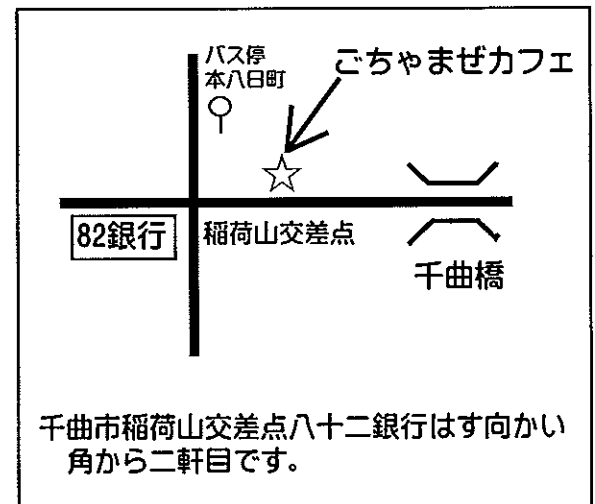 バス停
本八日町
ごちゃまぜカフェ
82銀行
稲荷山交差点
千曲橋
千曲市稲荷山交差点八十二銀行はす向かい
角から二軒目です。